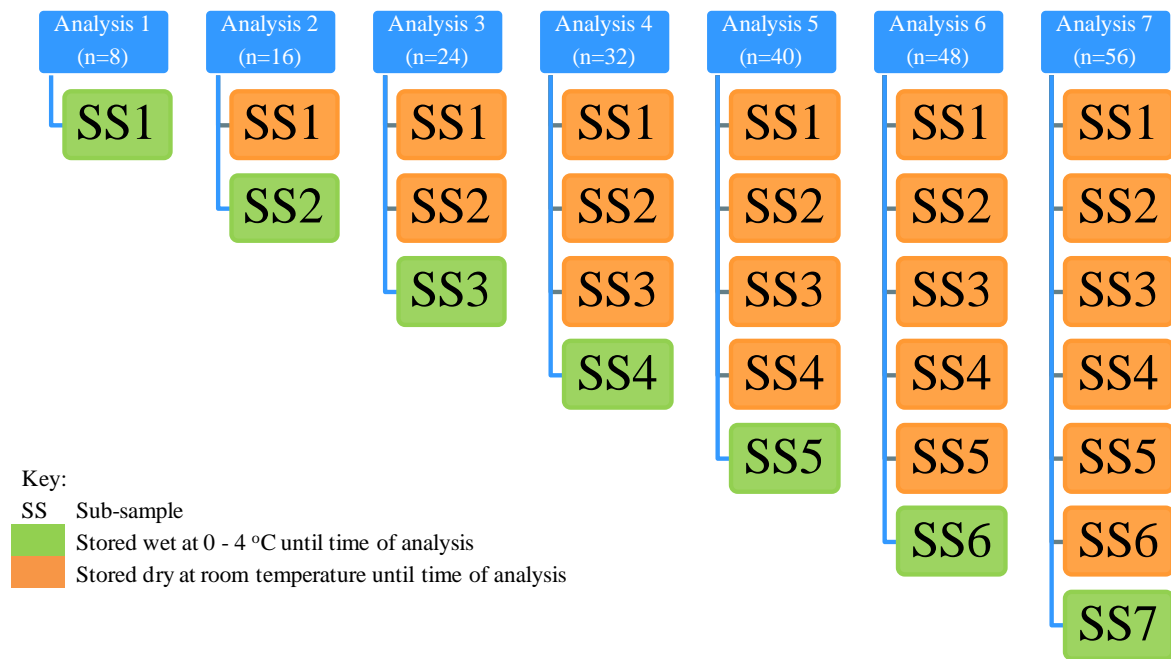 Analysis 1
(n=8)
SS1
Analysis 2
(n=16)
SS1
SS2
Analysis 3
(n=24)
SS1
SS2
SS3
Analysis 4
(n=32)
SS1
SS2
SS3
SS4
Analysis 5
(n=40)
SS1
SS2
SS3
SS4
SS5
Analysis 6
(n=48)
SS1
SS2
SS3
SS4
SS5
SS6
Analysis 7
(n=56)
SS1
SS2
SS3
SS4
SS5
SS6
SS7
Key:
SS Sub-sample
Stored wet at 0 - 4 ºC until time of analysis
Stored dry at room temperature until time of analysis